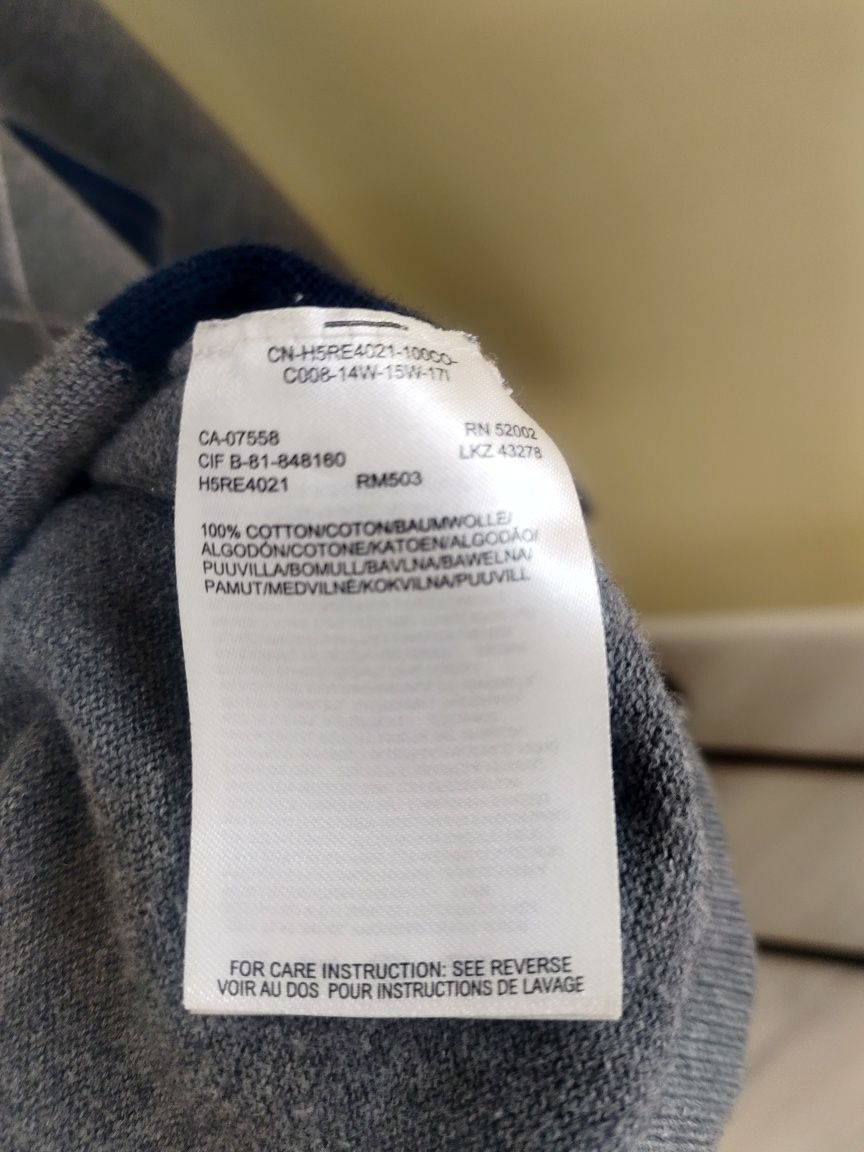 CN-H5RE4021-100CO-
C008-14W-15W-17I
CA-07558
RN 52002
CIF B-81-848160
LKZ 43278
H5RE4021 RM503
100% COTTON/COTON/BAUMWOLLE/
ALGODÓN/COTONE/KATOEN/ALGODÃO/
PUUVILLA/BOMULL/BAVLNA/BAWELNA/
PAMUT/MEDVILNĖ/KOKVILNA/PUUVILL
FOR CARE INSTRUCTION: SEE REVERSE
VOIR AU DOS POUR INSTRUCTIONS DE LAVAGE